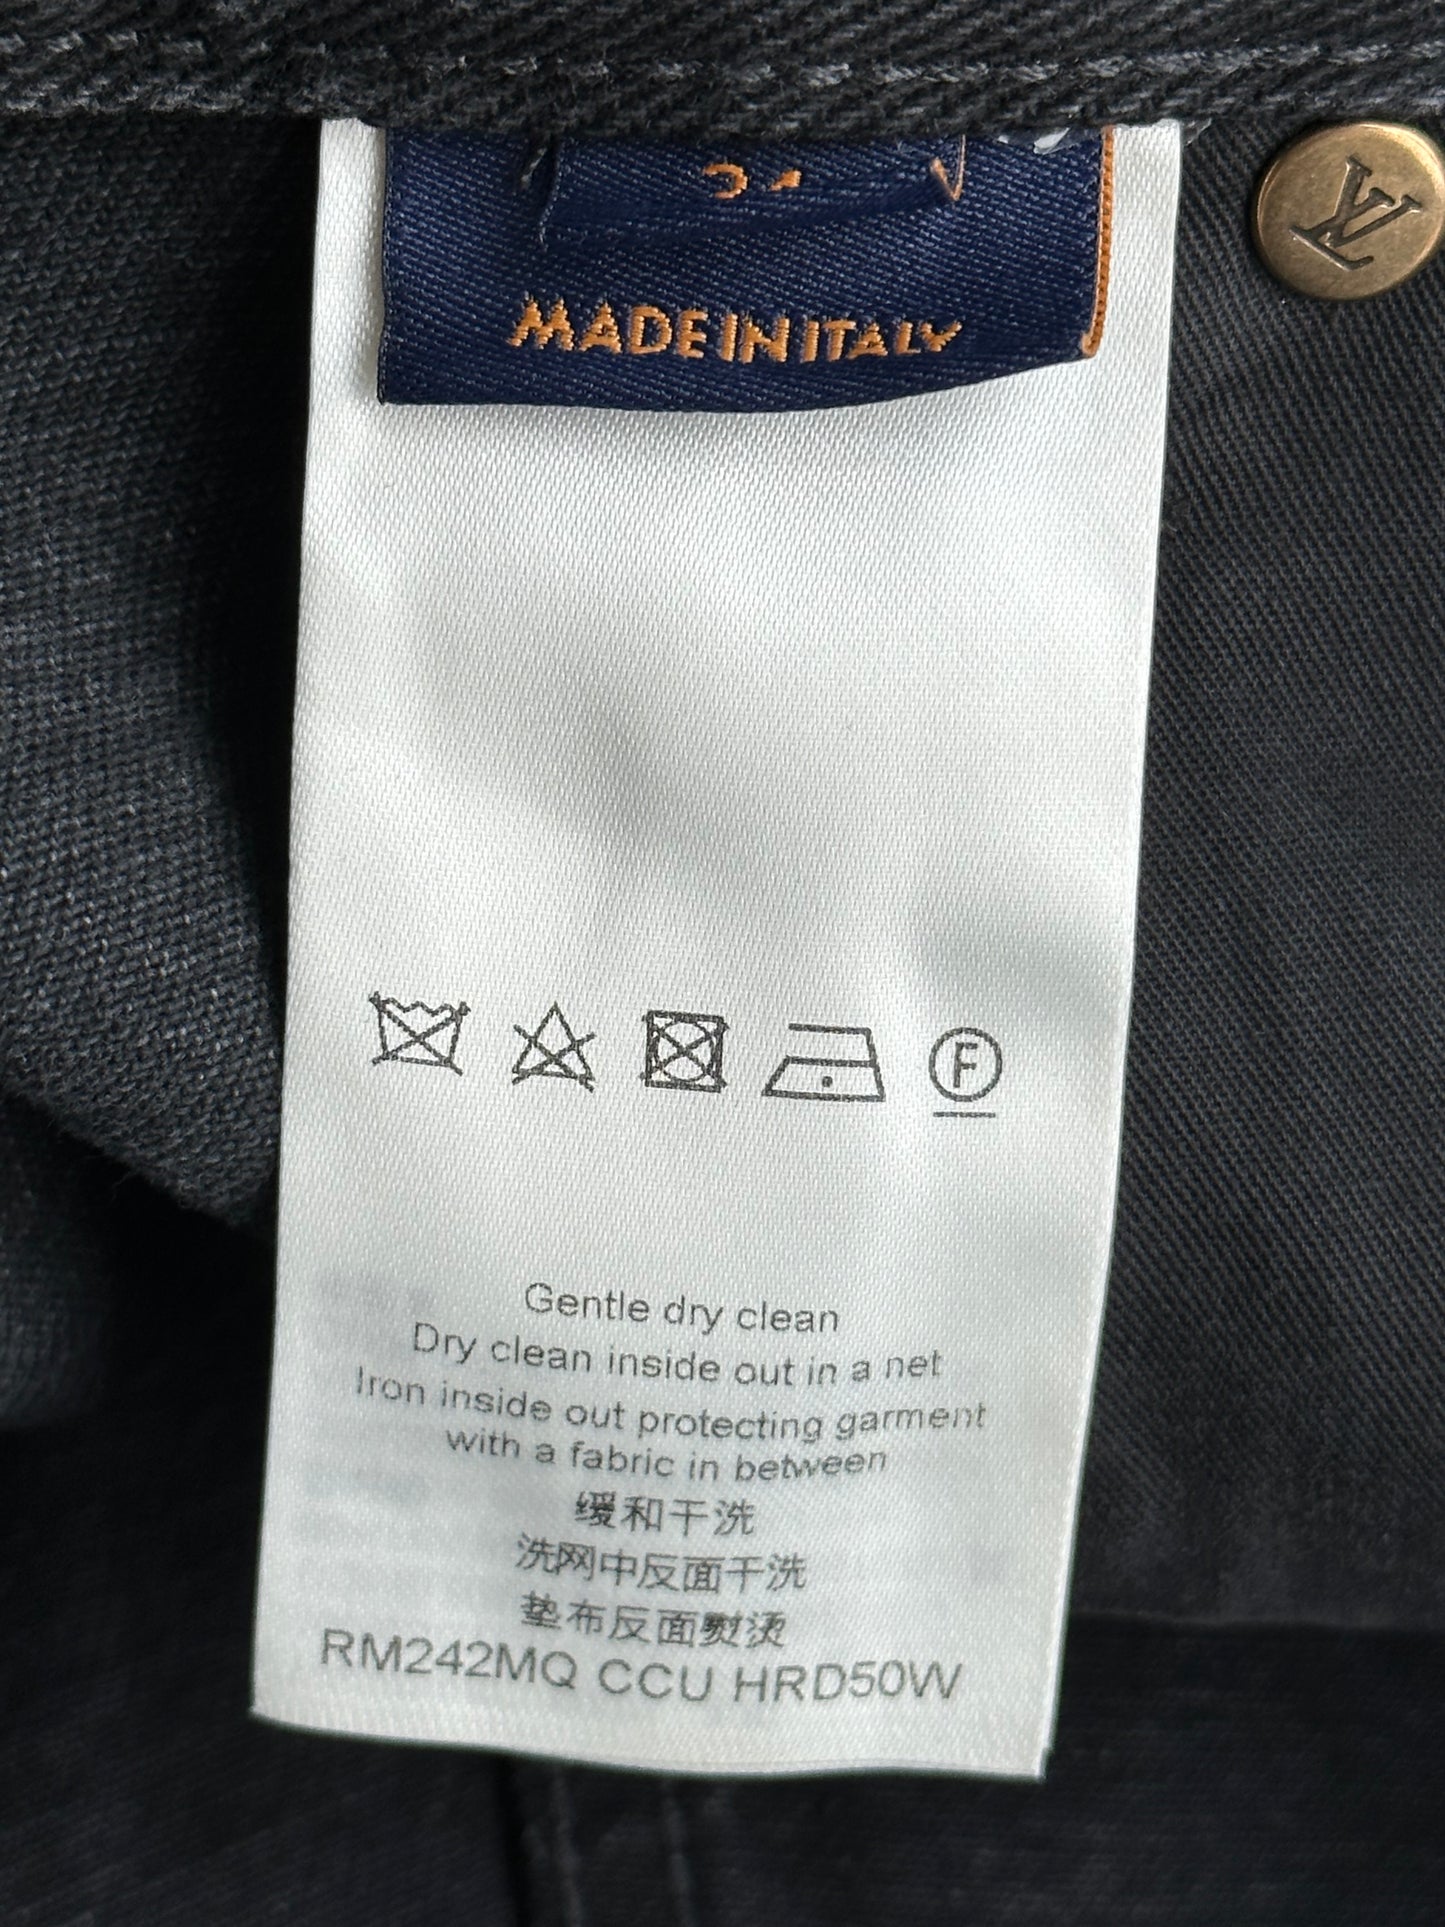 MADE IN ITALY
LV
F
Gentle dry clean
Dry clean inside out in a net
Iron inside out protecting garment
with a fabric in between
缓和干洗
洗网中反面干洗
垫布反面熨烫
RM242MQ CCU HRD50W